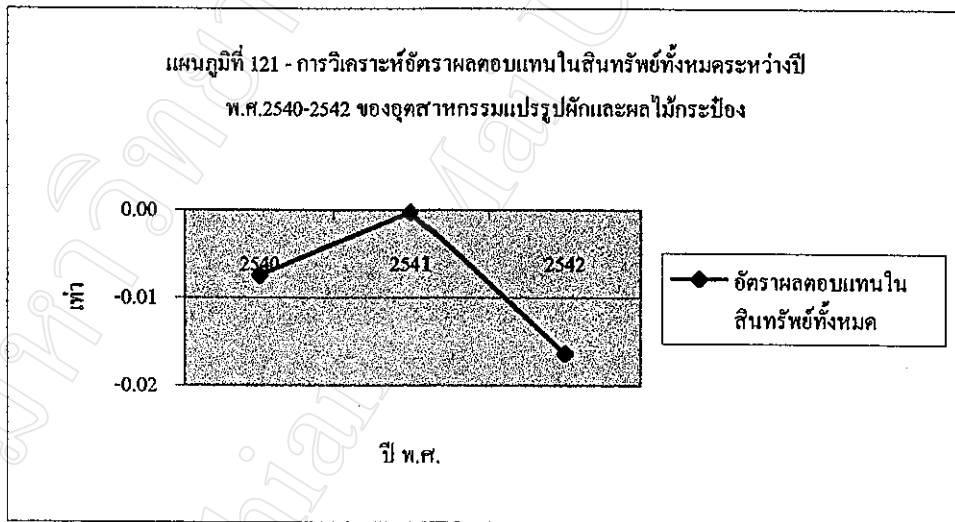 แผนภูมิที่ 121 - การวิเคราะห์อัตราผลตอบแทนในสินทรัพย์ทั้งหมดระหว่างปี
พ.ศ.2540-2542 ของอุตสาหกรรมแปรรูปผักและผลไม้กระป๋อง
0.00
2540
2541
2542
เท่า
-0.01
-0.02
ปี พ.ศ.
อัตราผลตอบแทนใน
สินทรัพย์ทั้งหมด